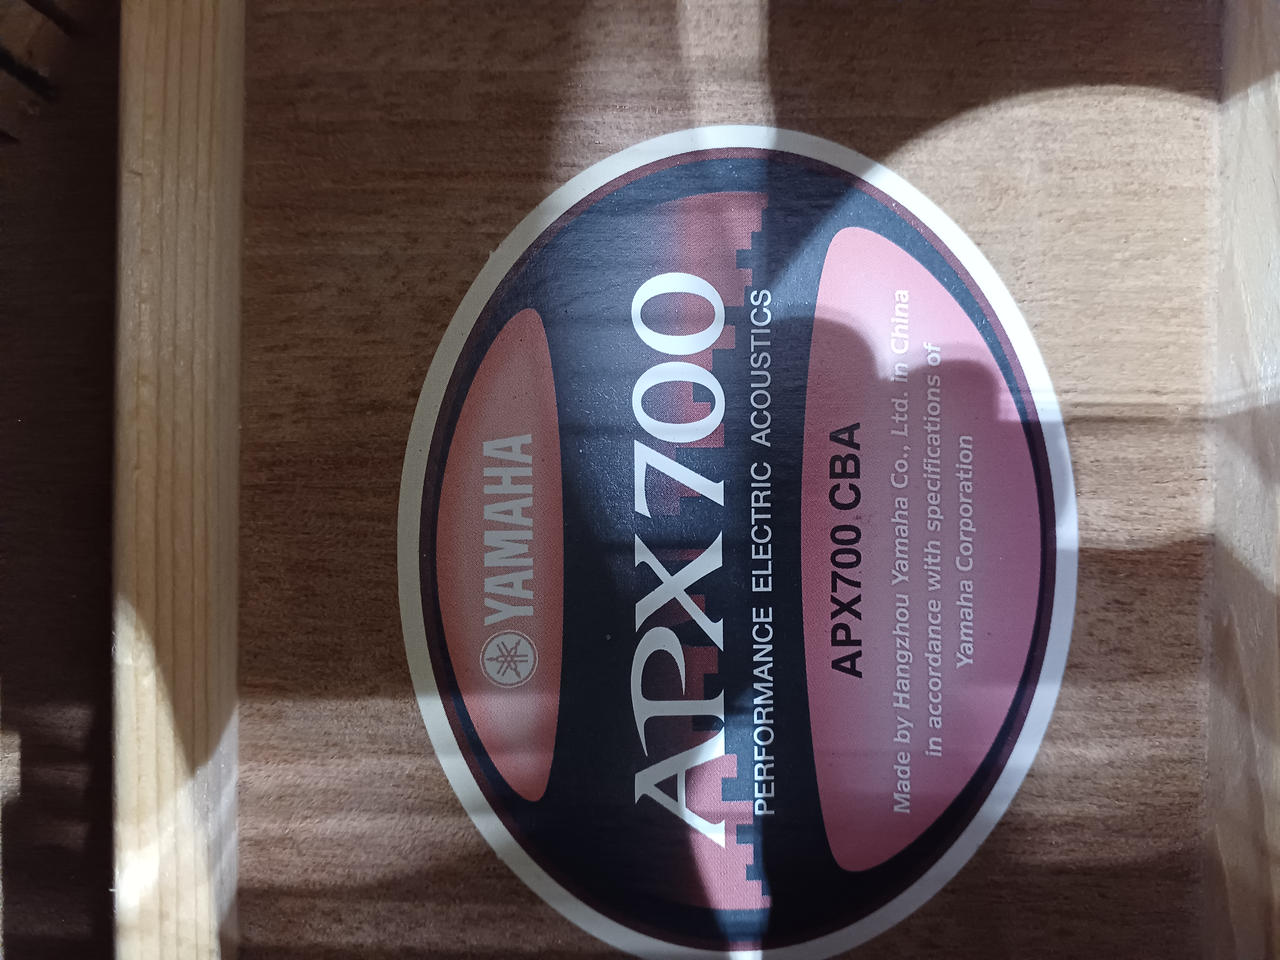 YAMAHA
APX700
PERFORMANCE ELECTRIC ACOUSTICS
APX700 CBA
Made by Hangzhou Yamaha Co., Ltd. in China
in accordance with specifications of
Yamaha Corporation